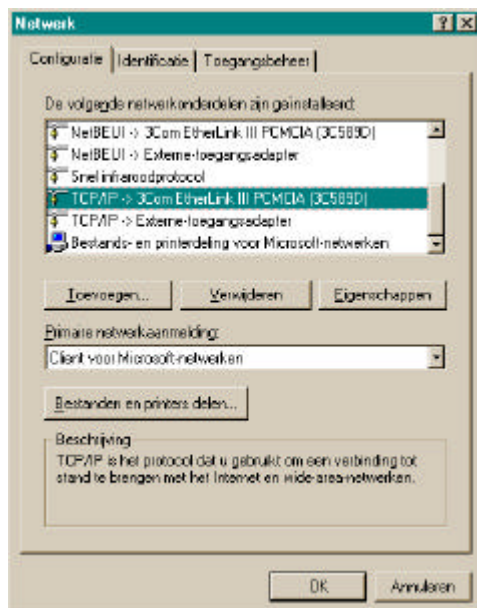 Netwerk
Configuratie Identificatie Toegangsbeheer
De volgende netwerkonderdelen zijn geïnstalleerd:
NetBEUI -> 3Com EtherLink III PCMCIA (3C589D)
NetBEUI -> Externe-toegangsadapter
Snel infraroodprotocol
TCP/IP -> 3Com EtherLink III PCMCIA (3C589D)
TCP/IP -> Externe-toegangsadapter
Bestands- en printerdeling voor Microsoft-netwerken
Toevoegen... Verwijderen Eigenschappen
Primaire netwerkaanmelding:
Client voor Microsoft-netwerken
Bestanden en printers delen...
Beschrijving
TCP/IP is het protocol dat u gebruikt om een verbinding tot
stand te brengen met het Internet en wide-area-netwerken.
OK Annuleren